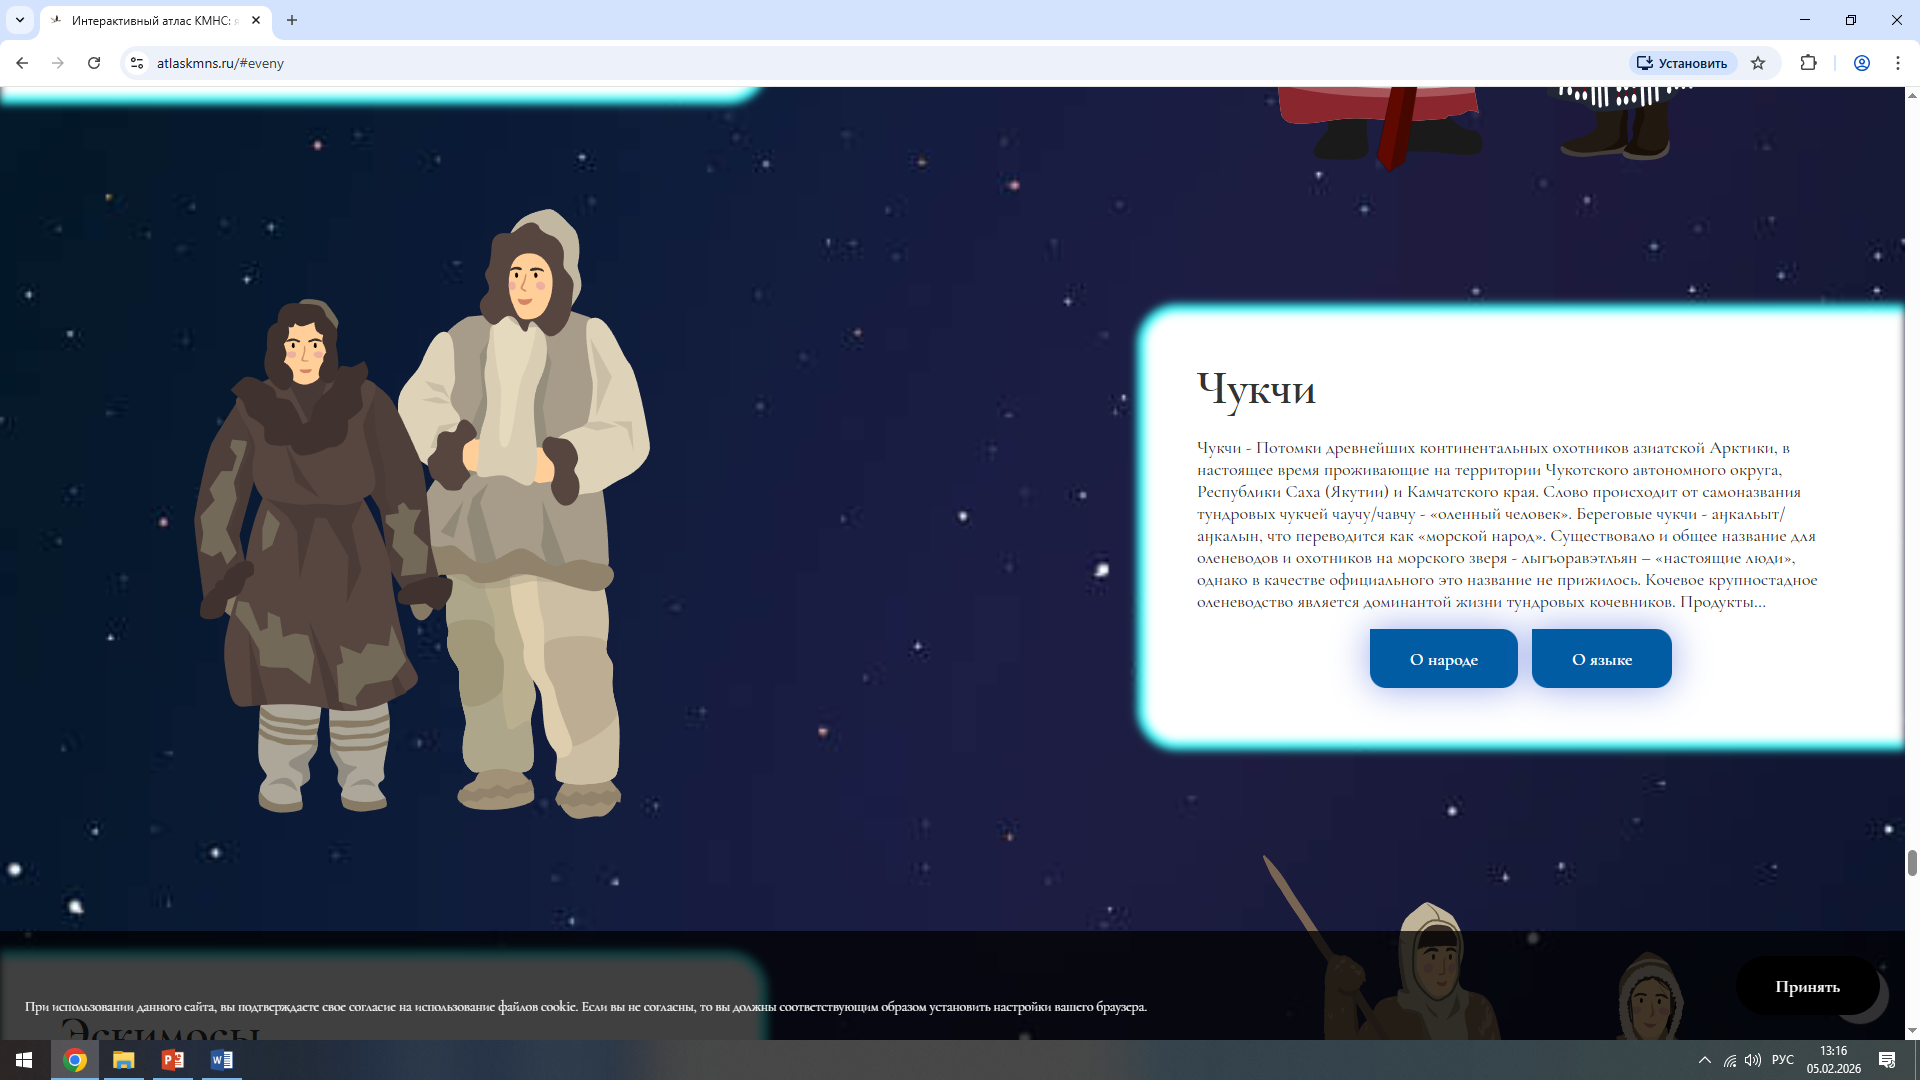 Интерактивный атлас КМНС: я
atlaskmns.ru/#eveny
Установить
Чукчи
Чукчи - Потомки древнейших континентальных охотников азиатской Арктики, в
настоящее время проживающие на территории Чукотского автономного округа,
Республики Саха (Якутии) и Камчатского края. Слово происходит от самоназвания
тундровых чукчей чаучу/чавчу - «оленный человек». Береговые чукчи - аӈкальыт/
аӈкалын, что переводится как «морской народ». Существовало и общее название для
оленеводов и охотников на морского зверя - лыгъоравэтлъян – «настоящие люди»,
однако в качестве официального это название не прижилось. Кочевое крупностадное
оленеводство является доминантой жизни тундровых кочевников. Продукты...
О народе
О языке
При использовании данного сайта, вы подтверждаете свое согласие на использование файлов cookie. Если вы не согласны, то вы должны соответствующим образом установить настройки вашего браузера.
Принять
Эскимосы
РУС
13:16
05.02.2026